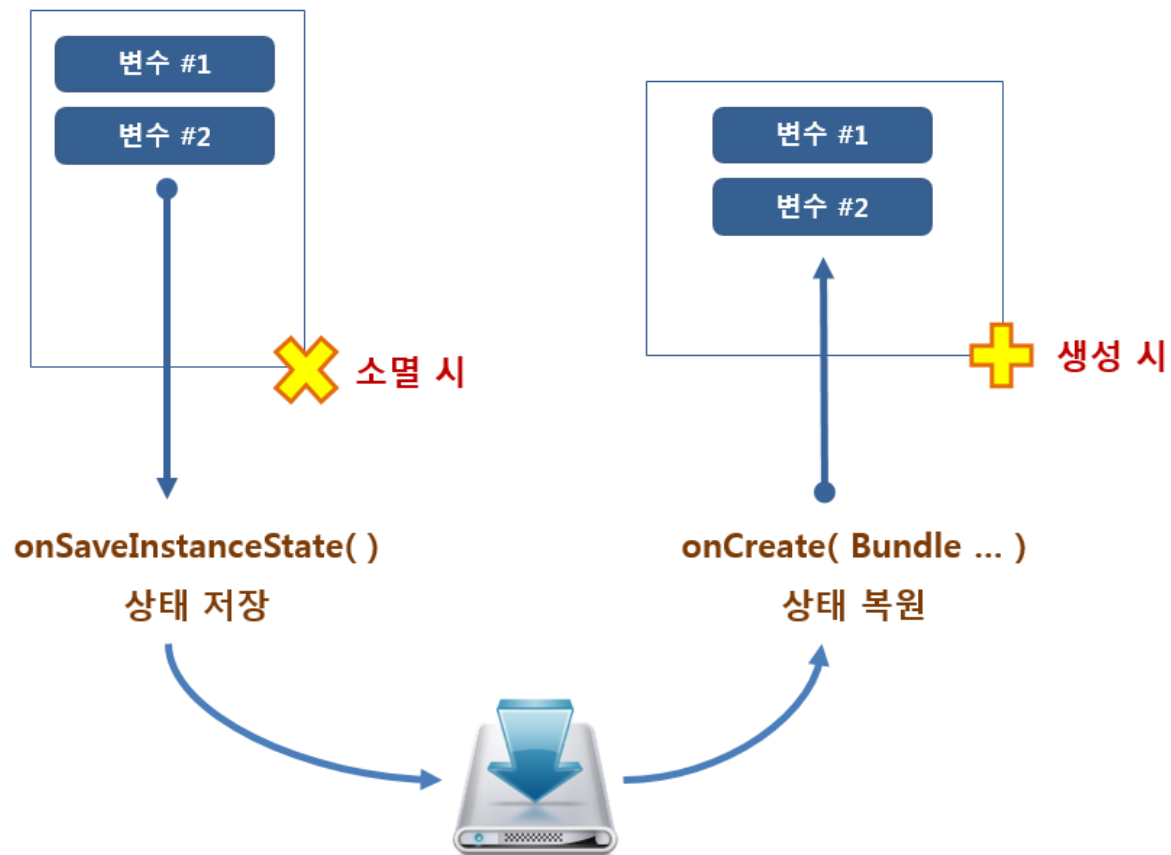 변수 #1
변수 #2
소멸 시
onSaveInstanceState( )
상태 저장
변수 #1
변수 #2
생성 시
onCreate( Bundle ... )
상태 복원